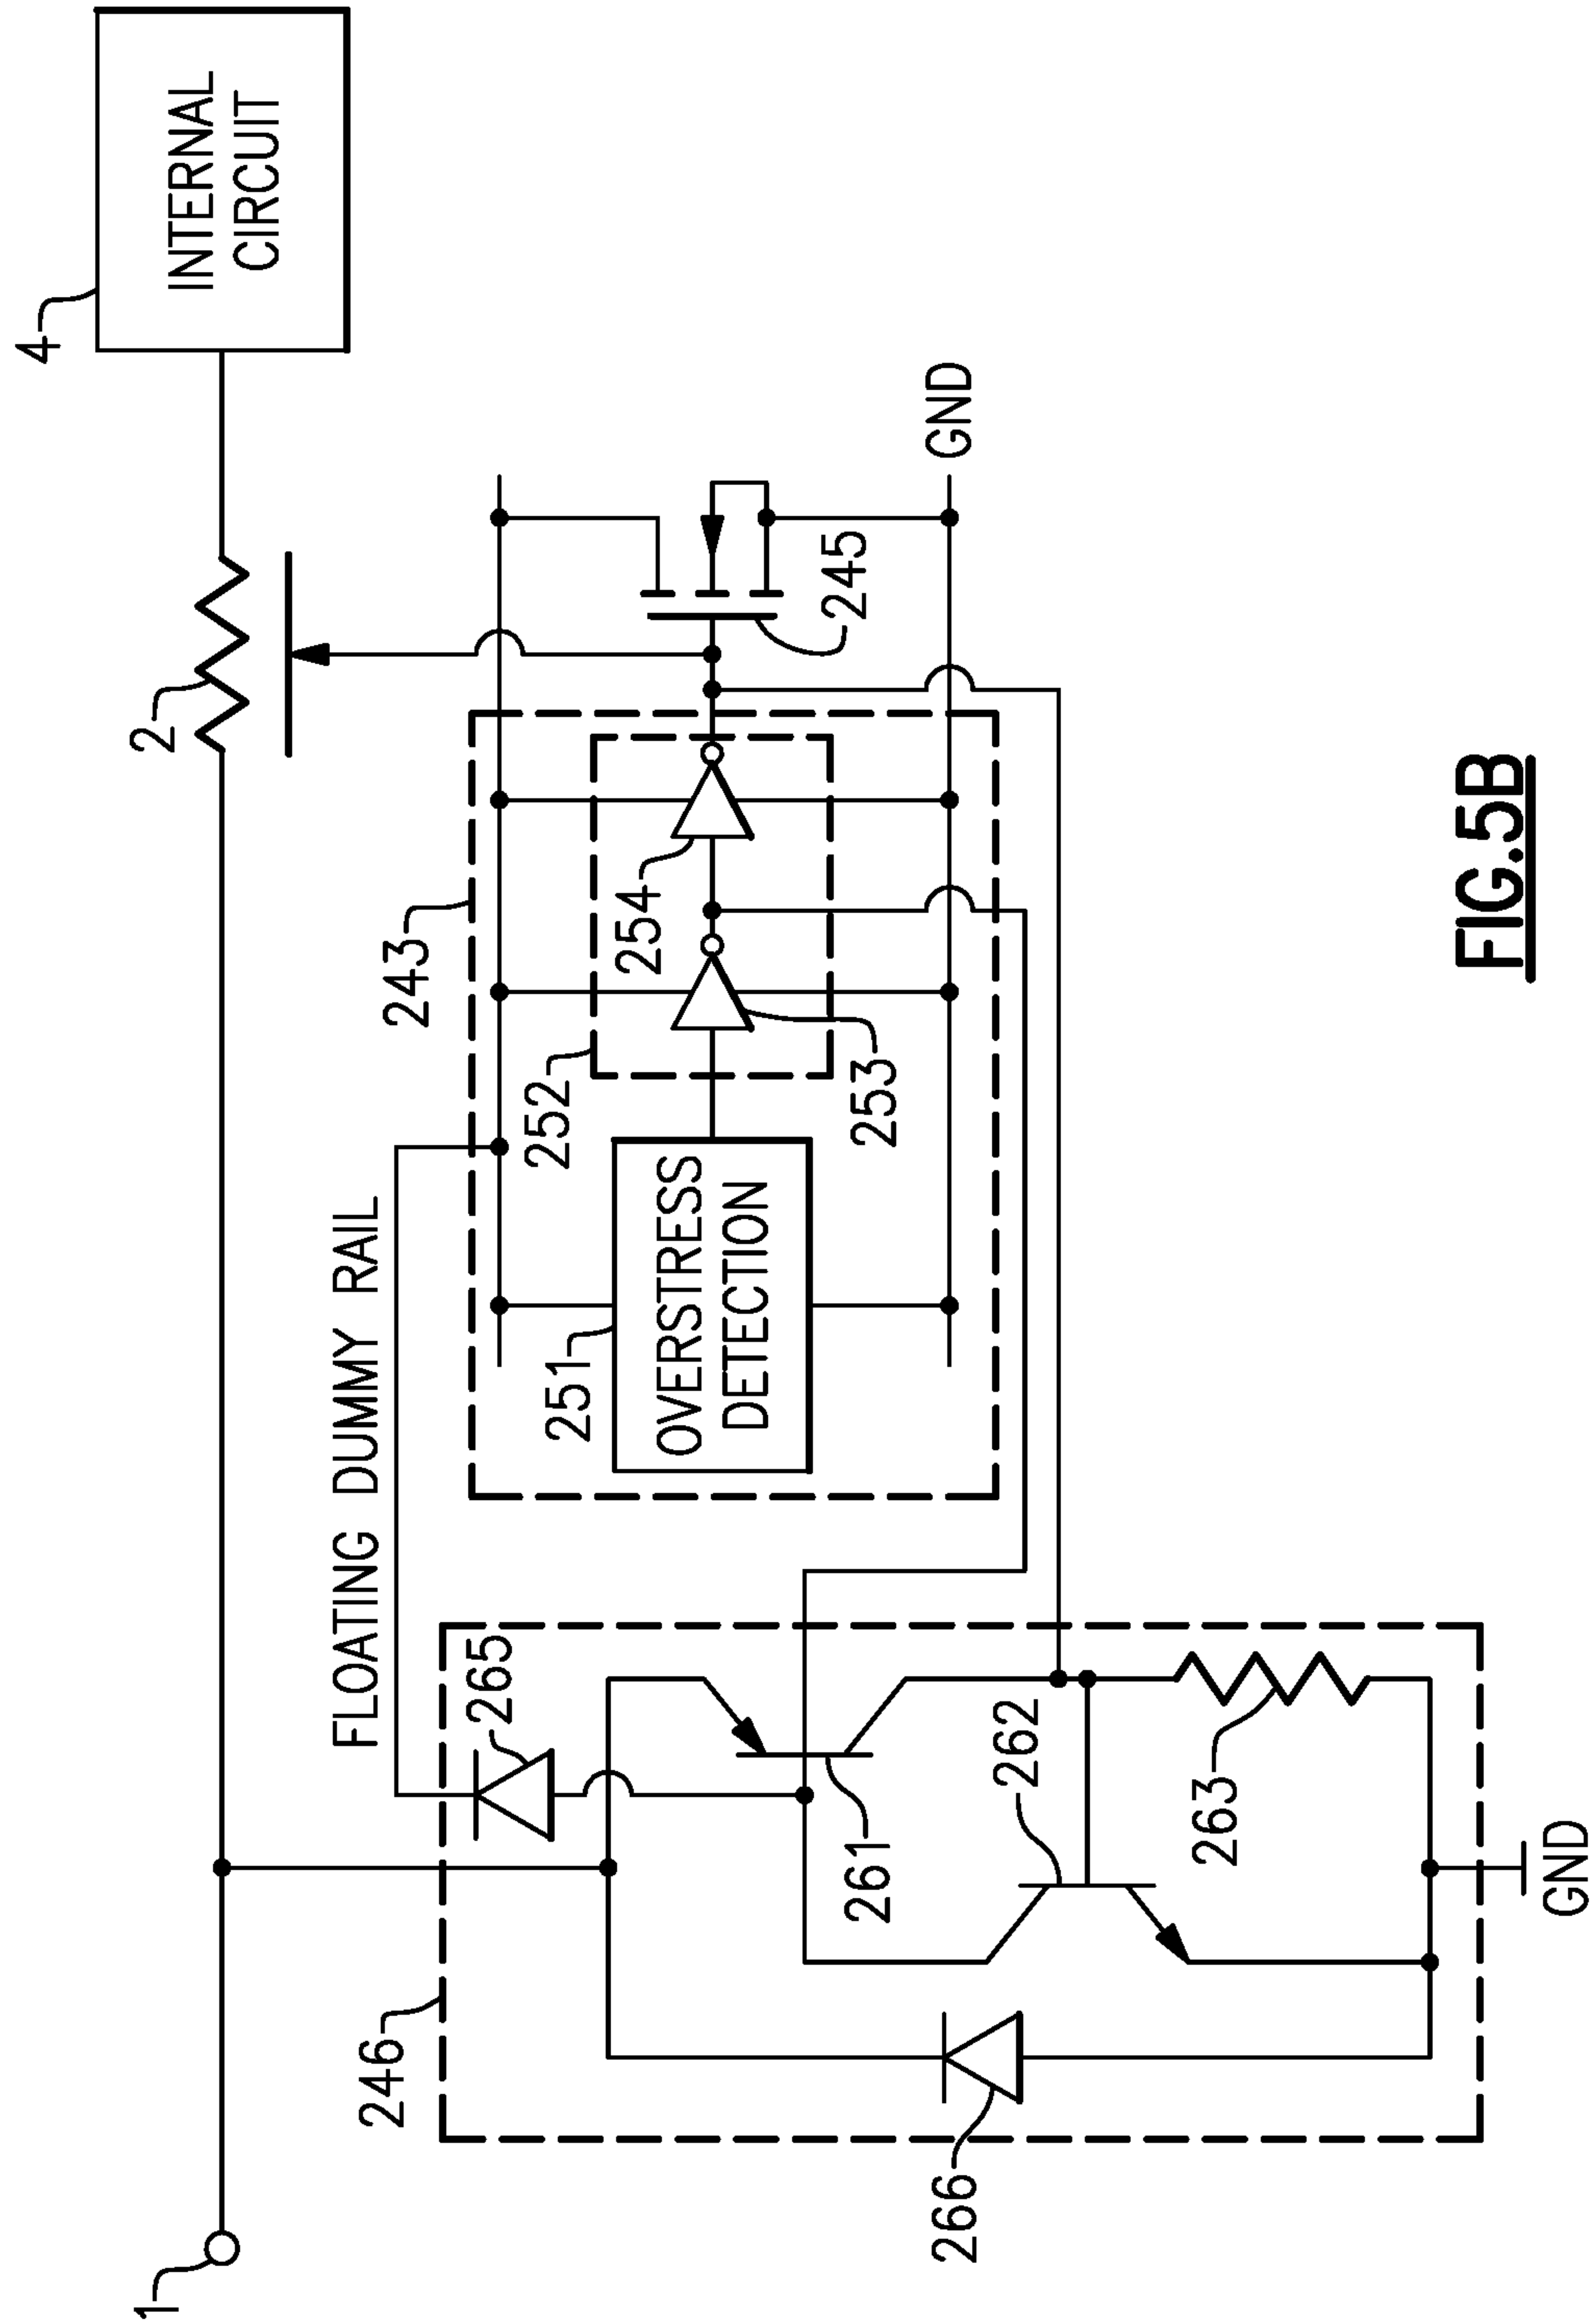 1
2
4
INTERNAL
CIRCUIT
FLOATING DUMMY RAIL
243
246
265
252
254
251
OVERSTRESS
DETECTION
253
245
GND
261
262
263
266
GND
FIG.5B